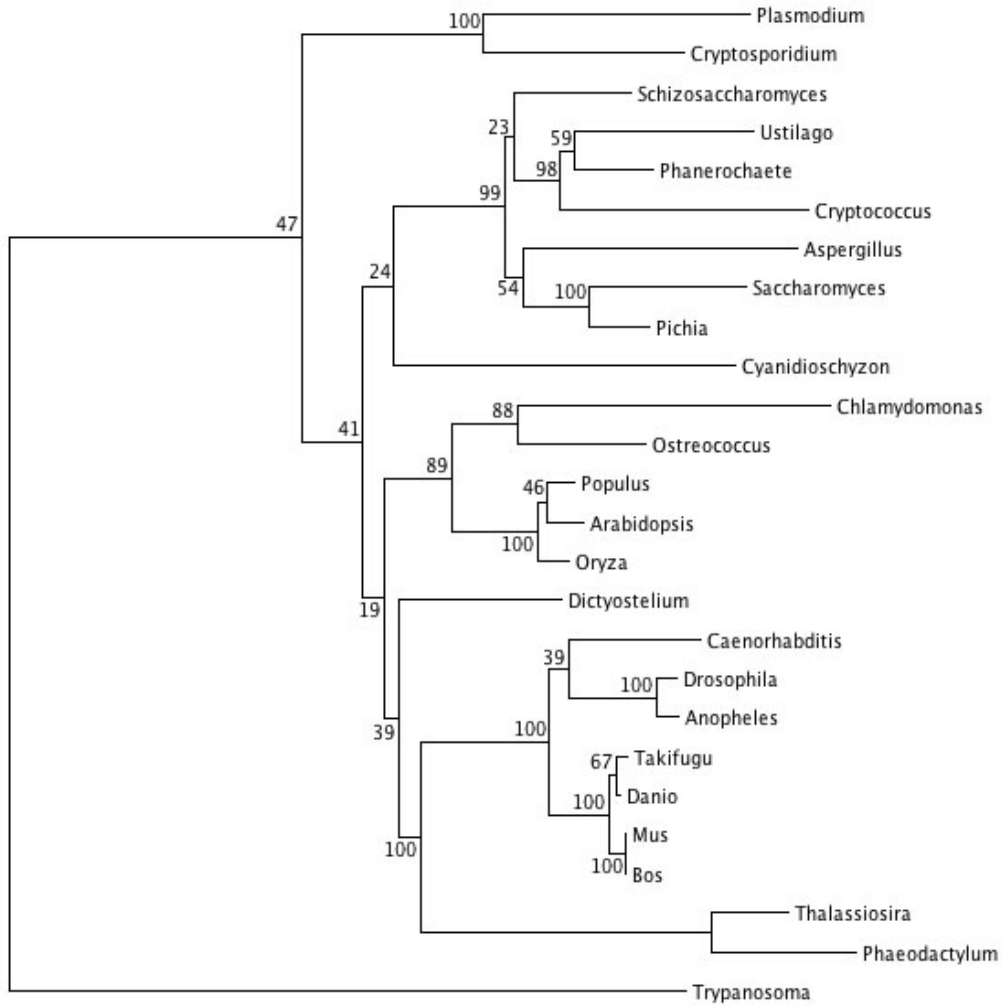 100
Plasmodium
Cryptosporidium
Schizosaccharomyces
23
59
Ustilago
98
Phanerochaete
99
Cryptococcus
47
Aspergillus
24
54
100
Saccharomyces
Pichia
Cyanidioschyzon
88
Chlamydomonas
41
Ostreococcus
89
46
Populus
Arabidopsis
100
Oryza
19
Dictyostelium
39
Caenorhabditis
100
Drosophila
Anopheles
39
100
67
Takifugu
100
Danio
Mus
100
100
Bos
Thalassiosira
Phaeodactylum
Trypanosoma